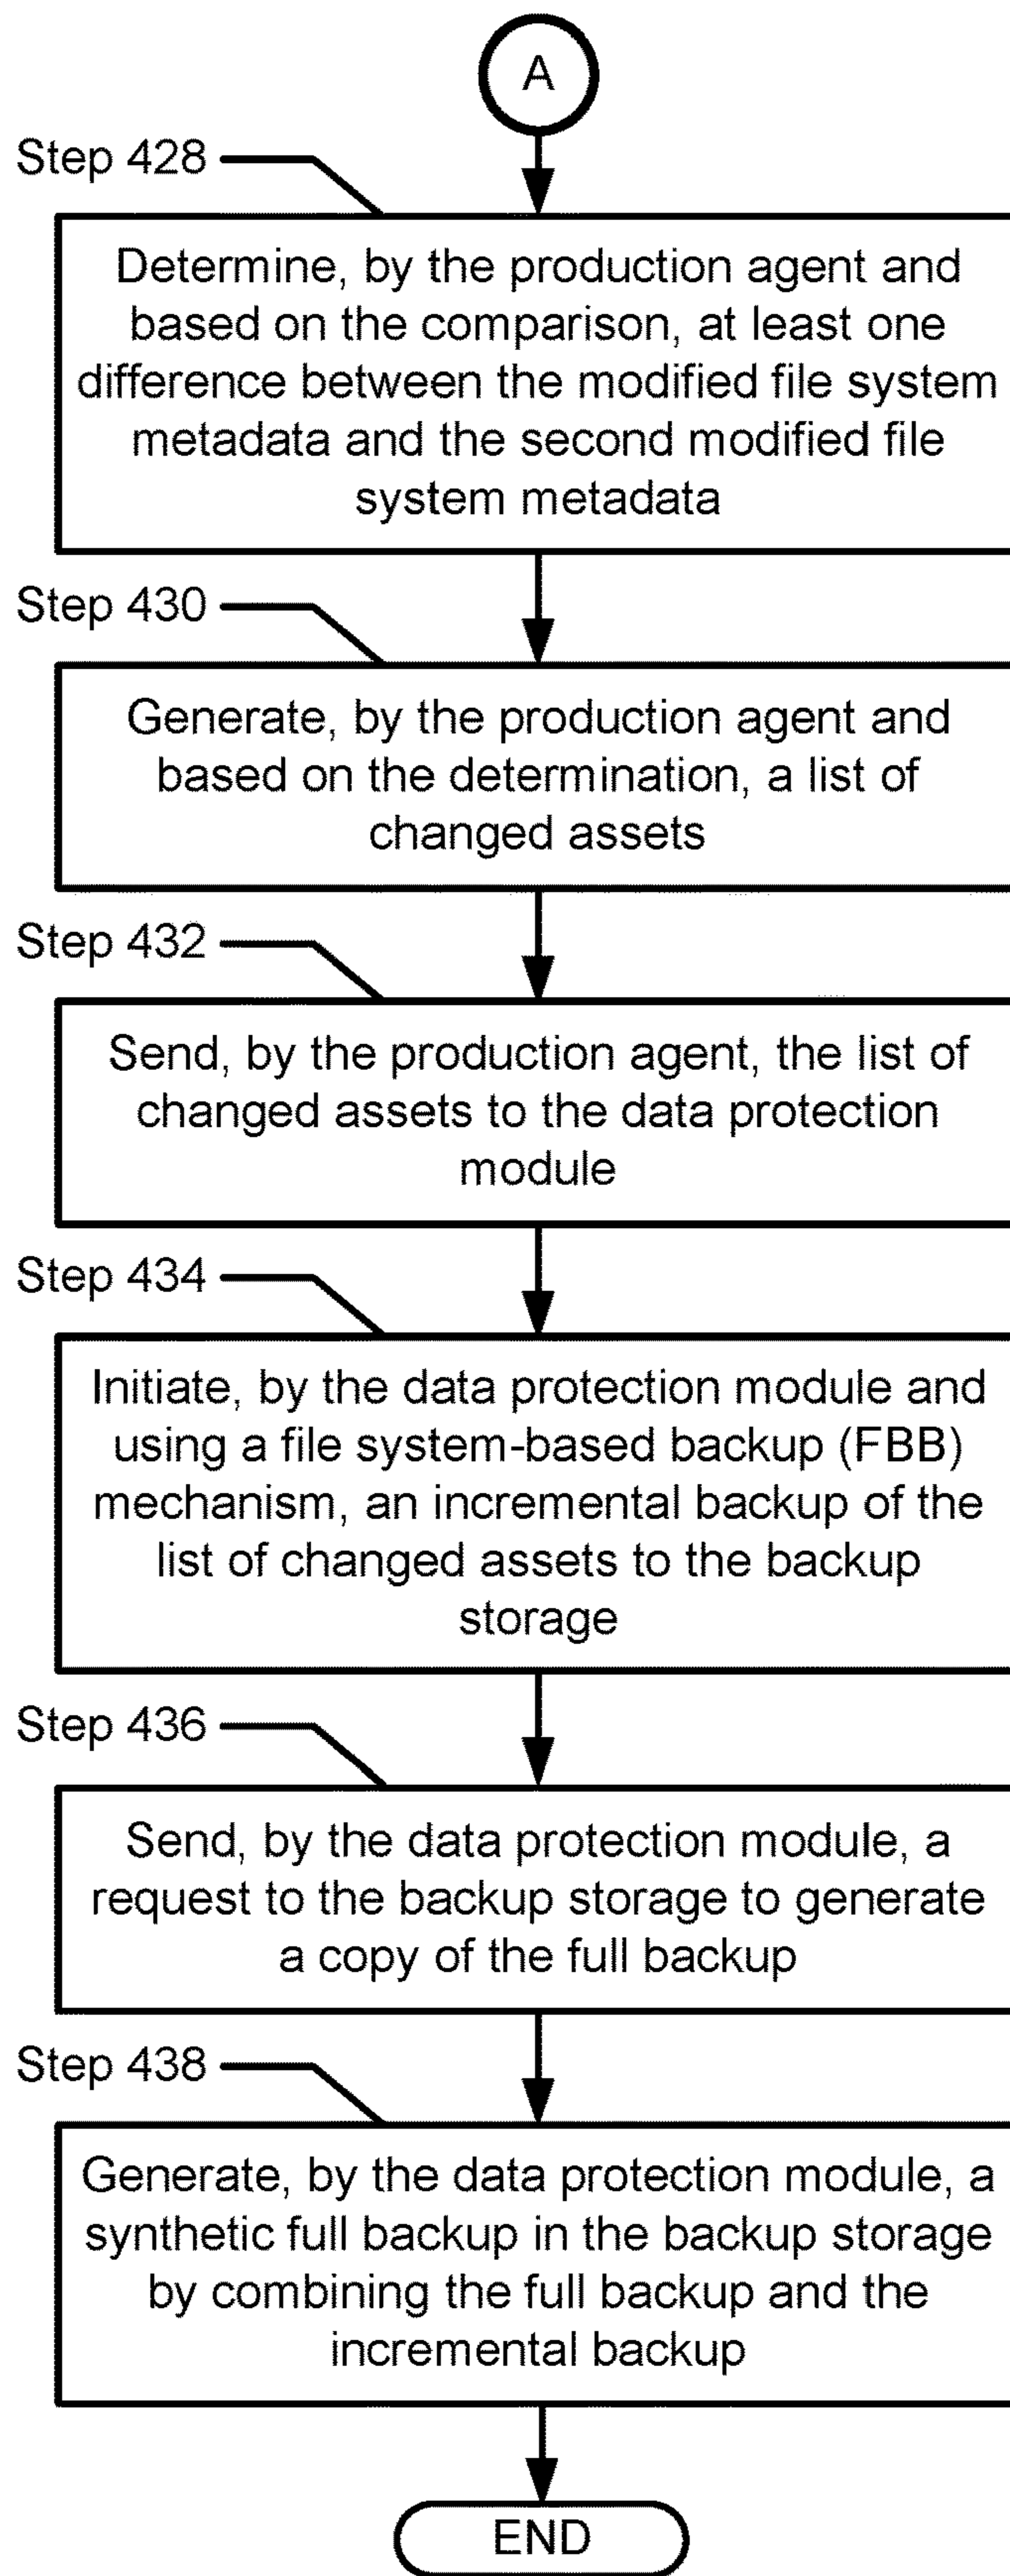 A
Step 428
Determine, by the production agent and
based on the comparison, at least one
difference between the modified file system
metadata and the second modified file
system metadata
Step 430
Generate, by the production agent and
based on the determination, a list of
changed assets
Step 432
Send, by the production agent, the list of
changed assets to the data protection
module
Step 434
Initiate, by the data protection module and
using a file system-based backup (FBB)
mechanism, an incremental backup of the
list of changed assets to the backup
storage
Step 436
Send, by the data protection module, a
request to the backup storage to generate
a copy of the full backup
Step 438
Generate, by the data protection module, a
synthetic full backup in the backup storage
by combining the full backup and the
incremental backup
END